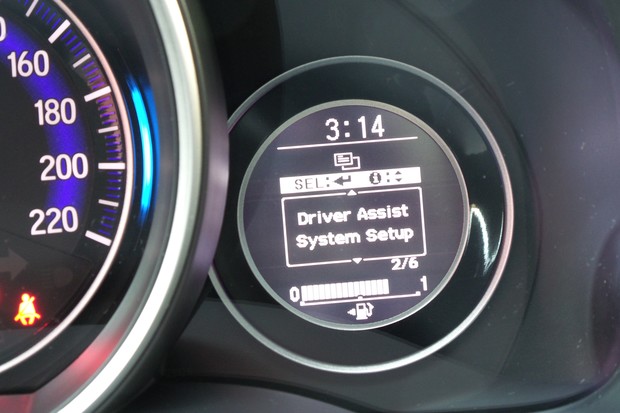 160
180
200
220
3:14
SEL:↵ i:
Driver Assist
System Setup
2/6
0 1